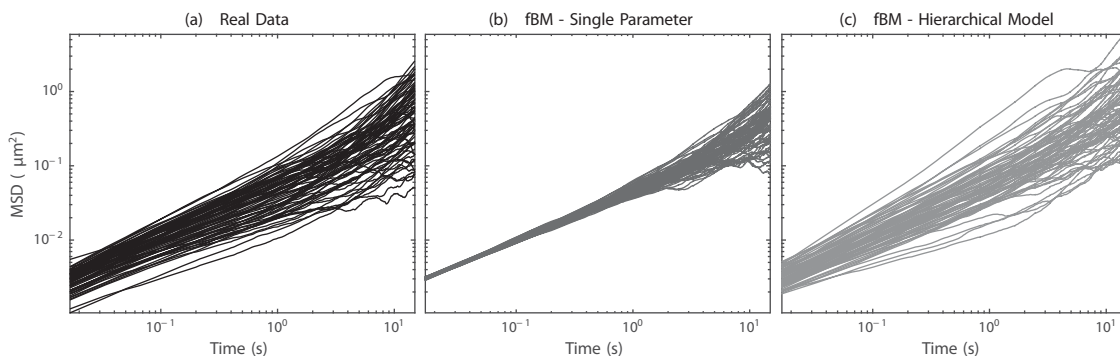 (a) Real Data
(b) fBM - Single Parameter
(c) fBM - Hierarchical Model
MSD ( μm²)
10⁰
10⁻¹
10⁻²
10⁻¹ 10⁰ 10¹
10⁻¹ 10⁰ 10¹
10⁻¹ 10⁰ 10¹
Time (s)
Time (s)
Time (s)